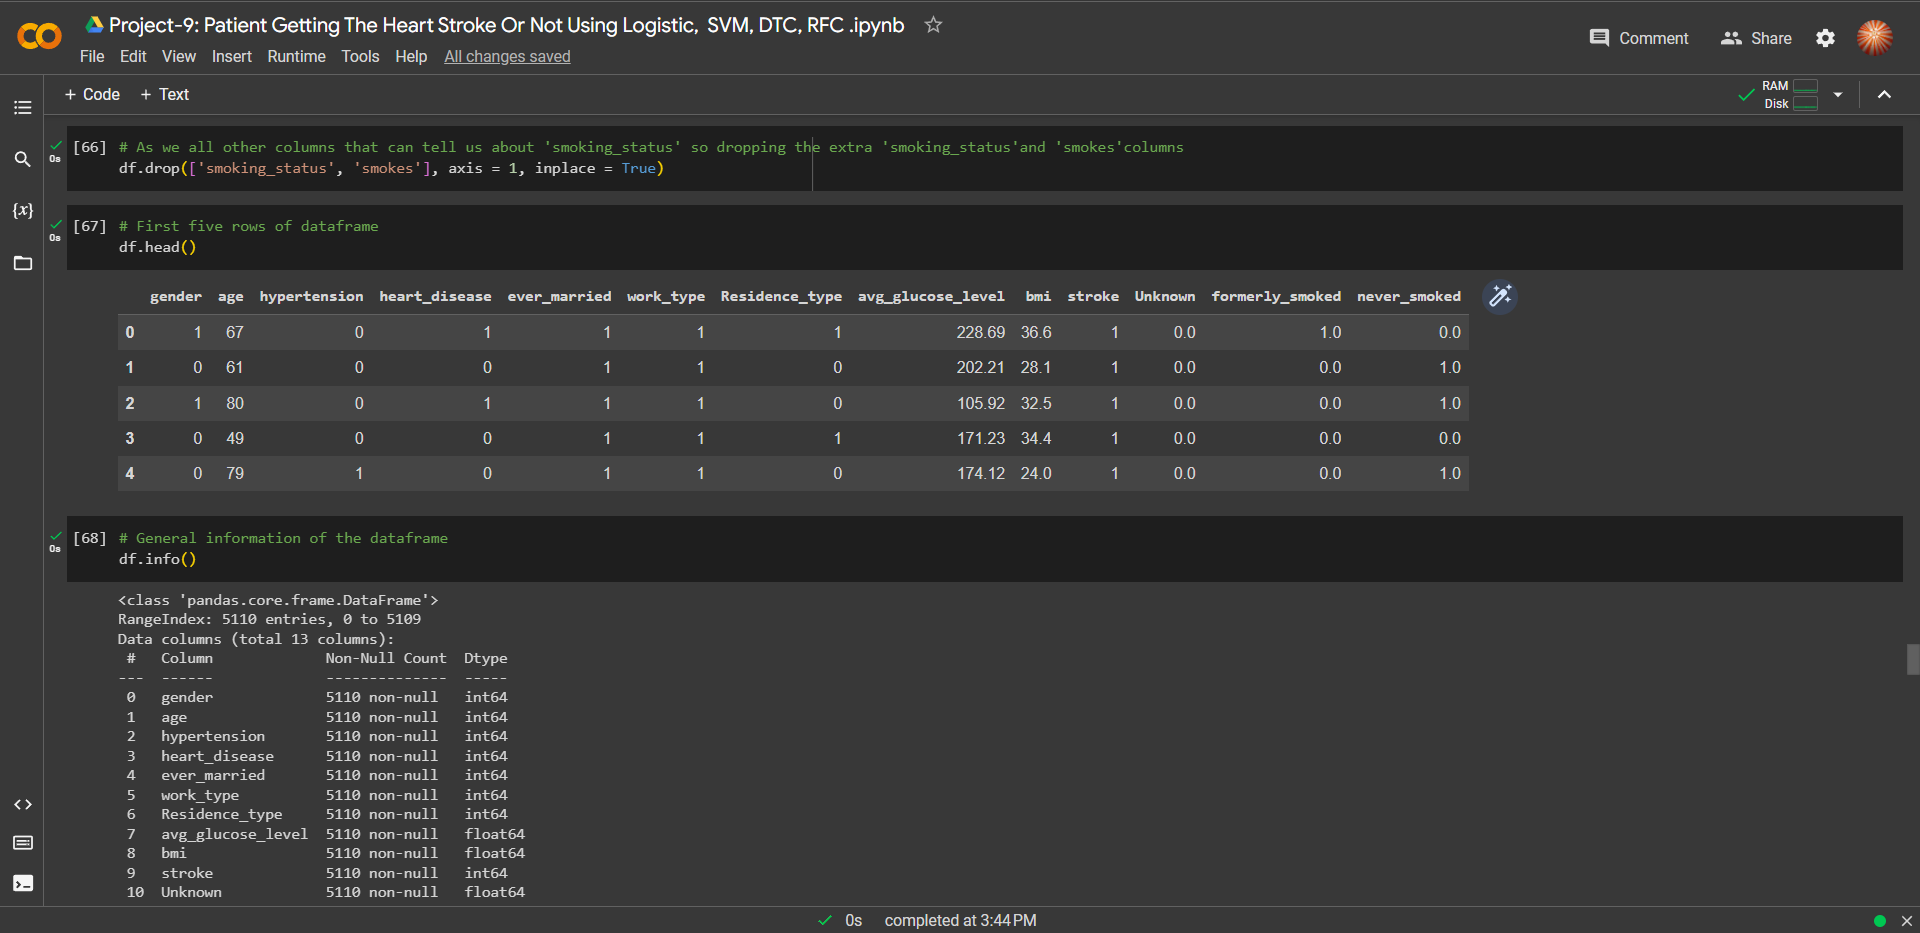 Project-9: Patient Getting The Heart Stroke Or Not Using Logistic, SVM, DTC, RFC .ipynb
Comment Share
File Edit View Insert Runtime Tools Help All changes saved
+ Code + Text
RAM
Disk
0s
[66] # As we all other columns that can tell us about 'smoking_status' so dropping the extra 'smoking_status'and 'smokes'columns
df.drop(['smoking_status', 'smokes'], axis = 1, inplace = True)
{x}
0s
[67] # First five rows of dataframe
df.head()
gender age hypertension heart_disease ever_married work_type Residence_type avg_glucose_level bmi stroke Unknown formerly_smoked never_smoked
0 1 67 0 1 1 1 1 228.69 36.6 1 0.0 1.0 0.0
1 0 61 0 0 1 1 0 202.21 28.1 1 0.0 0.0 1.0
2 1 80 0 1 1 1 0 105.92 32.5 1 0.0 0.0 1.0
3 0 49 0 0 1 1 1 171.23 34.4 1 0.0 0.0 0.0
4 0 79 1 0 1 1 0 174.12 24.0 1 0.0 0.0 1.0
0s
[68] # General information of the dataframe
df.info()
<class 'pandas.core.frame.DataFrame'>
RangeIndex: 5110 entries, 0 to 5109
Data columns (total 13 columns):
# Column Non-Null Count Dtype
--- ------ -------------- -----
0 gender 5110 non-null int64
1 age 5110 non-null int64
2 hypertension 5110 non-null int64
3 heart_disease 5110 non-null int64
4 ever_married 5110 non-null int64
5 work_type 5110 non-null int64
6 Residence_type 5110 non-null int64
7 avg_glucose_level 5110 non-null float64
8 bmi 5110 non-null float64
9 stroke 5110 non-null int64
10 Unknown 5110 non-null float64
0s completed at 3:44 PM